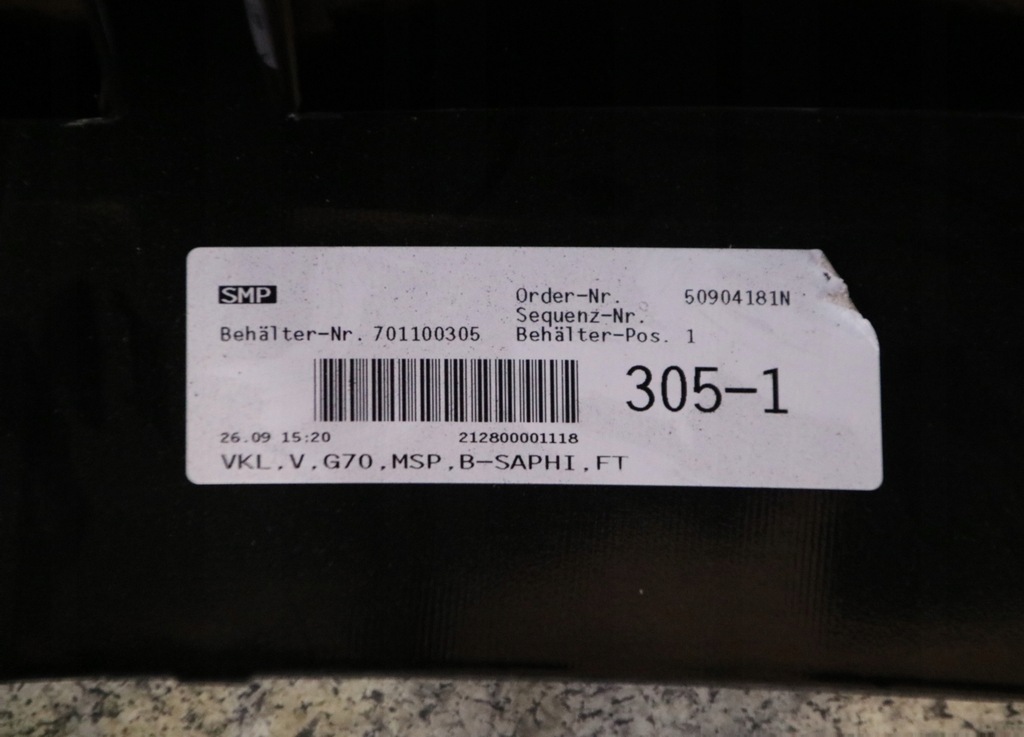 SMP
Order-Nr. 50904181N
Sequenz-Nr.
Behälter-Nr. 701100305 Behälter-Pos. 1
305-1
26.09 15:20 212800001118
VKL,V,G70,MSP,B-SAPHI,FT